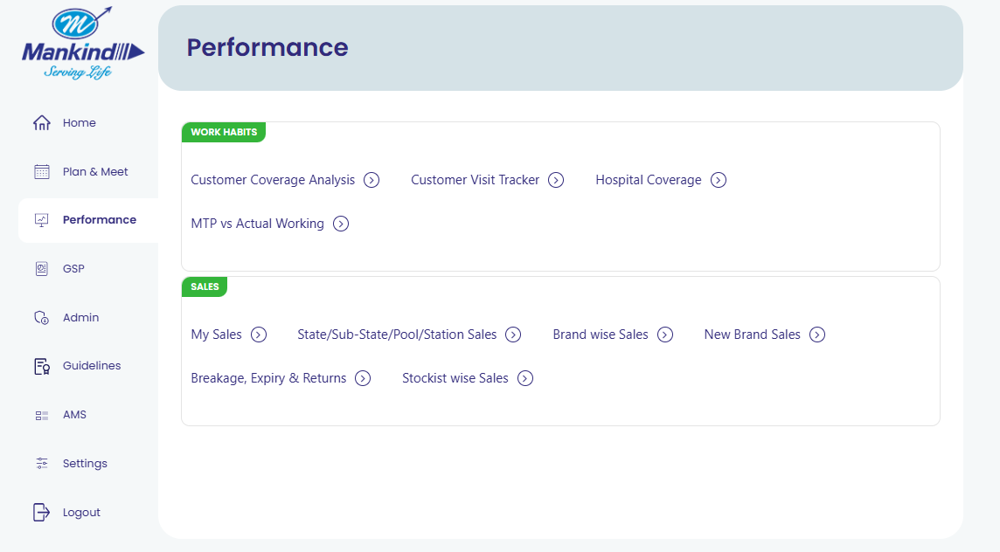 Mankind
Serving Life
Performance
Home
Plan & Meet
Performance
GSP
Admin
Guidelines
AMS
Settings
Logout
WORK HABITS
Customer Coverage Analysis
Customer Visit Tracker
Hospital Coverage
MTP vs Actual Working
SALES
My Sales
State/Sub-State/Pool/Station Sales
Brand wise Sales
New Brand Sales
Breakage, Expiry & Returns
Stockist wise Sales